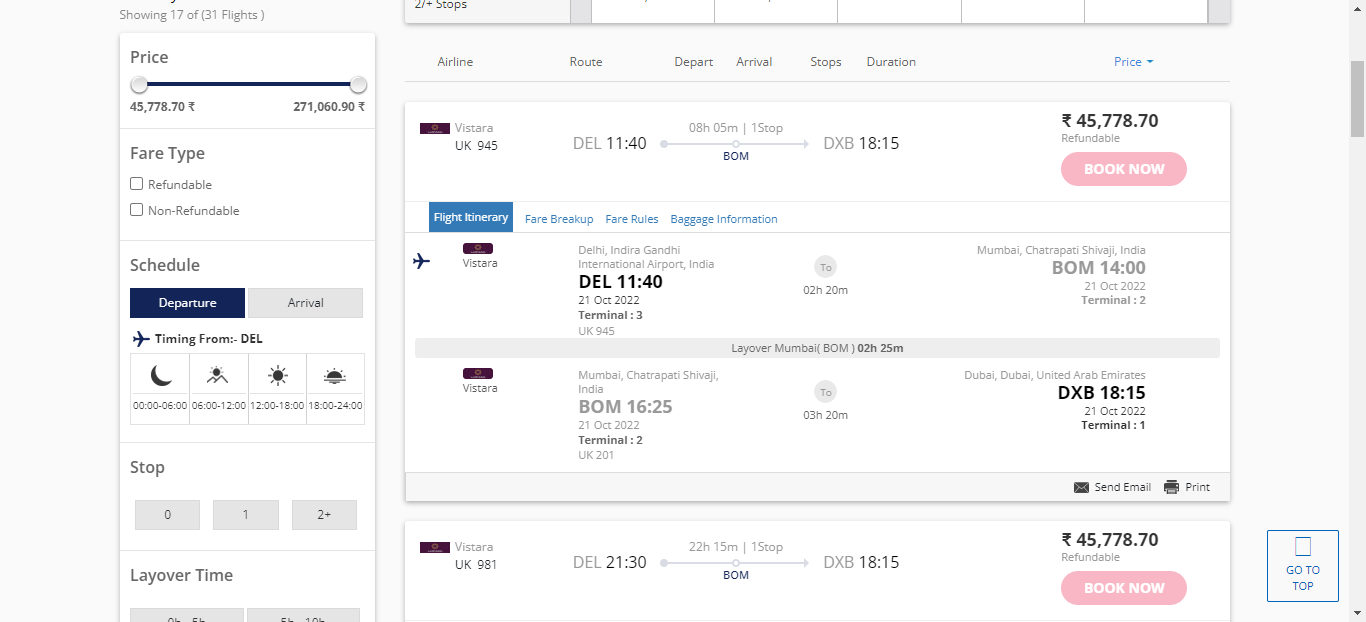 Showing 17 of (31 Flights )
2/+ Stops
Price
45,778.70 ₹ 271,060.90 ₹
Fare Type
Refundable
Non-Refundable
Schedule
Departure Arrival
Timing From:- DEL
00:00-06:00 06:00-12:00 12:00-18:00 18:00-24:00
Stop
0 1 2+
Layover Time
0h - 5h 5h - 10h
Airline Route Depart Arrival Stops Duration Price
Vistara
UK 945
DEL 11:40
08h 05m | 1Stop
BOM
DXB 18:15
₹ 45,778.70
Refundable
BOOK NOW
Flight Itinerary Fare Breakup Fare Rules Baggage Information
Vistara
Delhi, Indira Gandhi
International Airport, India
DEL 11:40
21 Oct 2022
Terminal : 3
UK 945
To
02h 20m
Mumbai, Chatrapati Shivaji, India
BOM 14:00
21 Oct 2022
Terminal : 2
Layover Mumbai( BOM ) 02h 25m
Vistara
Mumbai, Chatrapati Shivaji,
India
BOM 16:25
21 Oct 2022
Terminal : 2
UK 201
To
03h 20m
Dubai, Dubai, United Arab Emirates
DXB 18:15
21 Oct 2022
Terminal : 1
Send Email Print
Vistara
UK 981
DEL 21:30
22h 15m | 1Stop
BOM
DXB 18:15
₹ 45,778.70
Refundable
BOOK NOW
GO TO
TOP